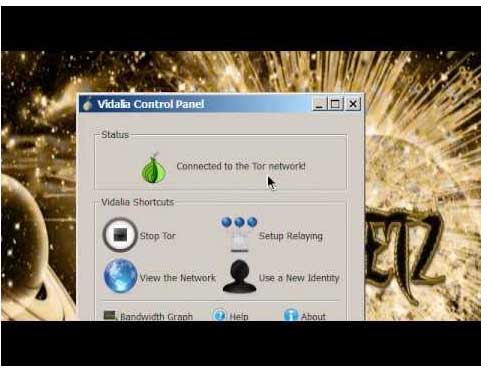 Vidalia Control Panel
Status
Connected to the Tor network!
Vidalia Shortcuts
Stop Tor
Setup Relaying
View the Network
Use a New Identity
Bandwidth Graph
Help
About